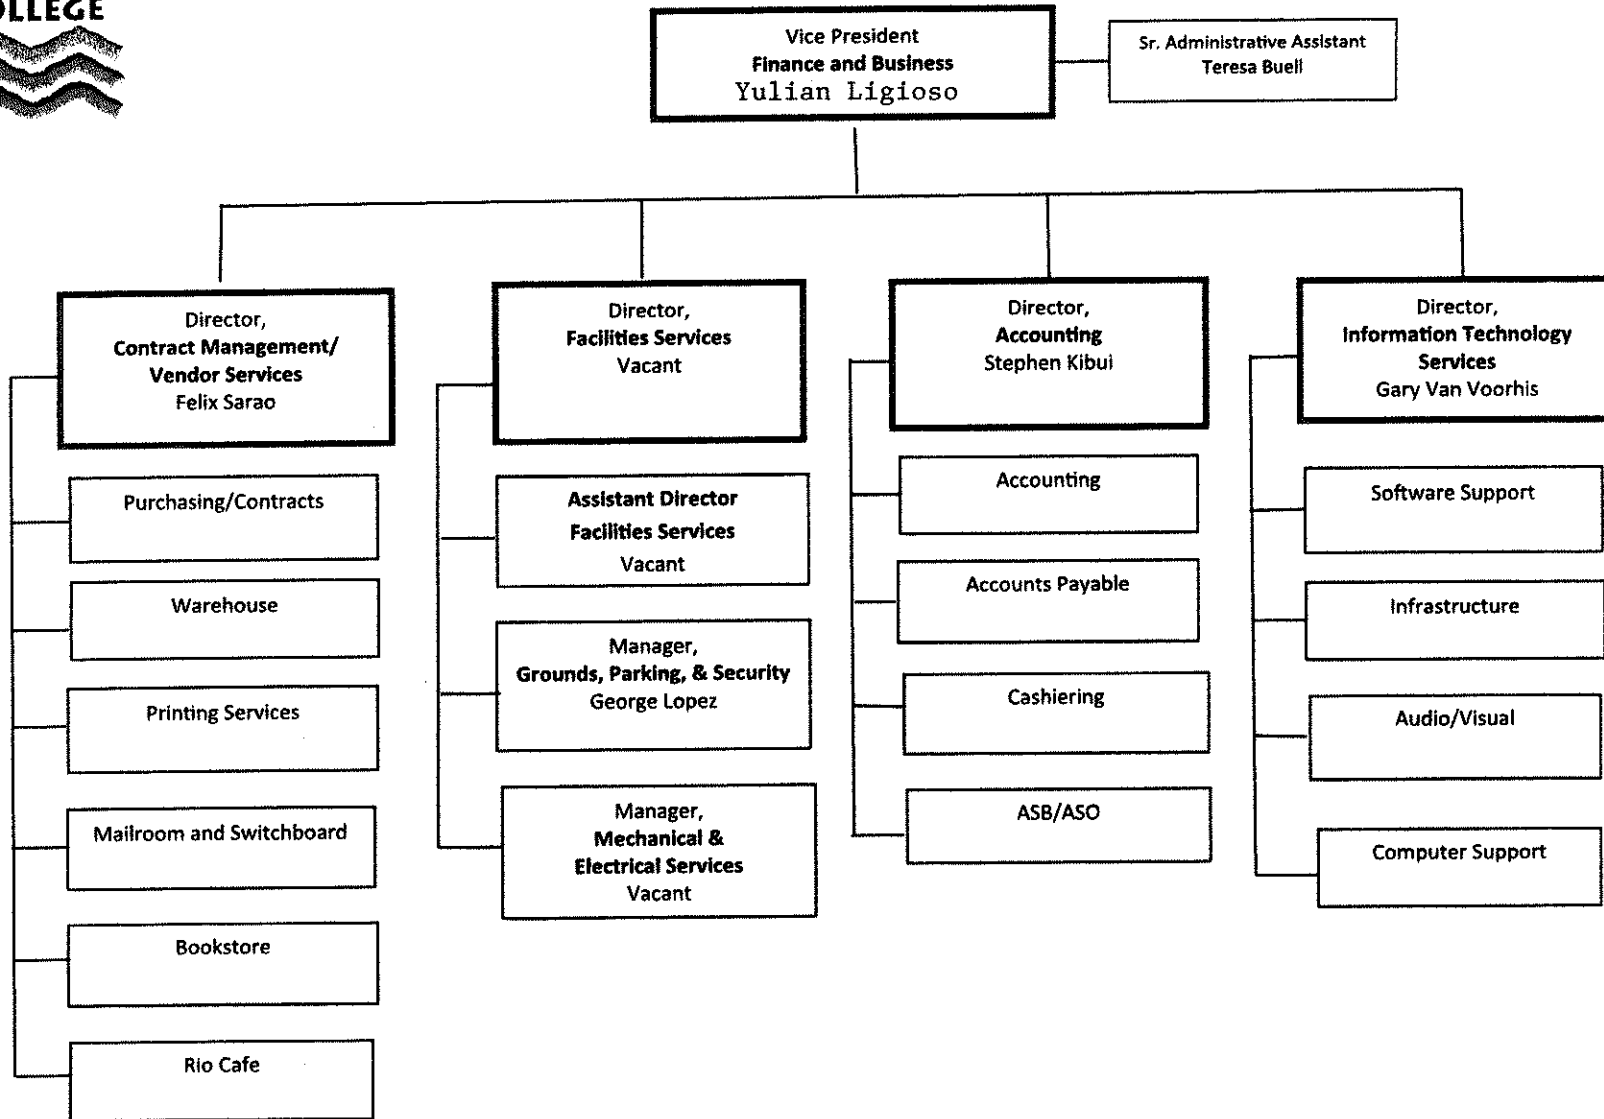 Vice President
Finance and Business
Yulian Ligioso
Sr. Administrative Assistant
Teresa Buell
Director,
Contract Management/
Vendor Services
Felix Sarao
Purchasing/Contracts
Warehouse
Printing Services
Mailroom and Switchboard
Bookstore
Rio Cafe
Director,
Facilities Services
Vacant
Assistant Director
Facilities Services
Vacant
Manager,
Grounds, Parking, & Security
George Lopez
Manager,
Mechanical &
Electrical Services
Vacant
Director,
Accounting
Stephen Kibui
Accounting
Accounts Payable
Cashiering
ASB/ASO
Director,
Information Technology
Services
Gary Van Voorhis
Software Support
Infrastructure
Audio/Visual
Computer Support